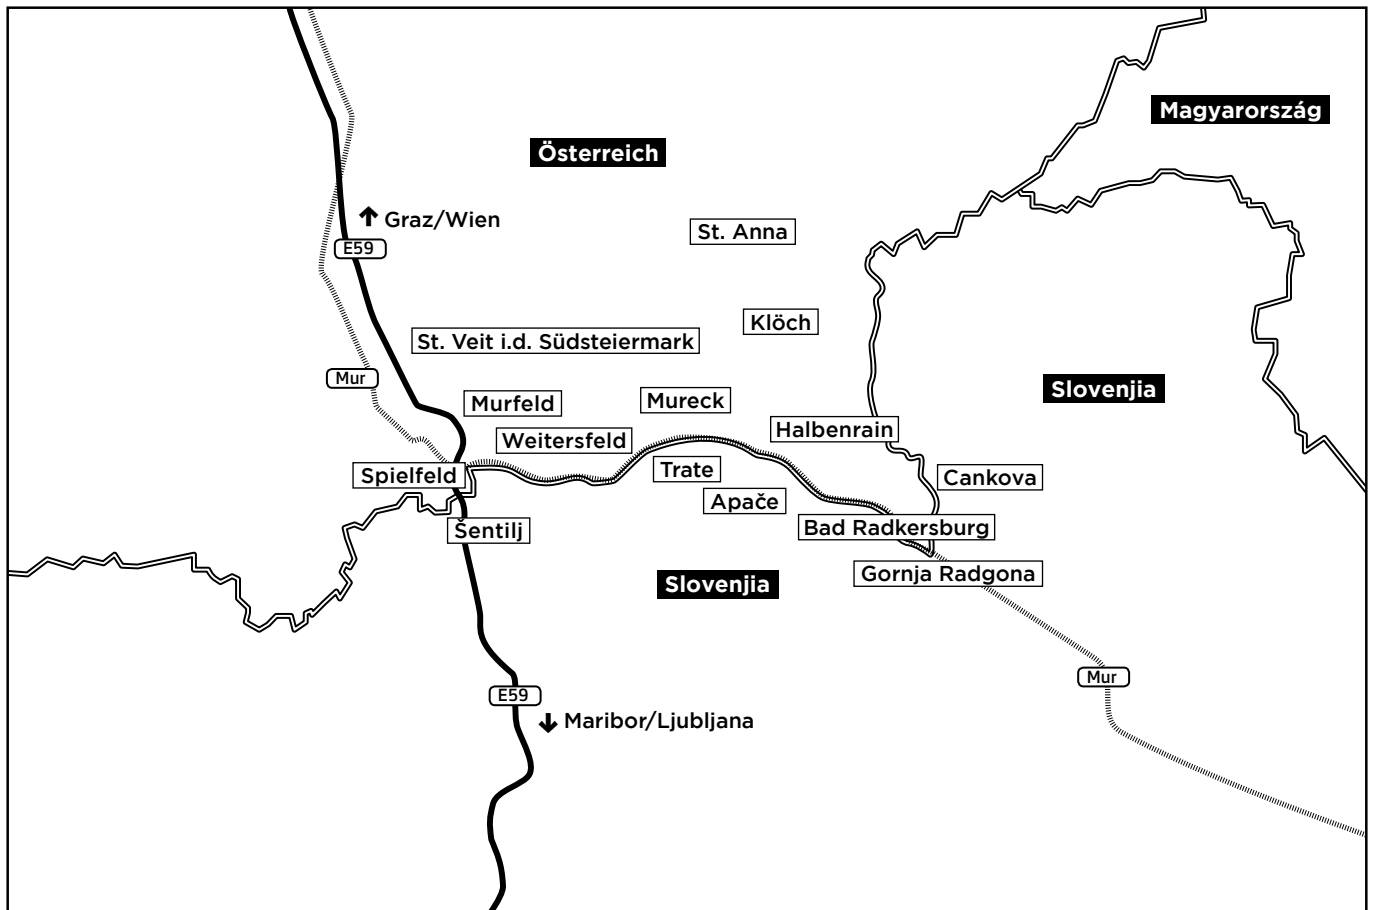 Magyarország
Österreich
Graz/Wien
St. Anna
E59
Klöch
St. Veit i.d. Südsteiermark
Mur
Slovenjia
Murfeld
Mureck
Halbenrain
Weitersfeld
Spielfeld
Trate
Cankova
Apače
Šentilj
Bad Radkersburg
Gornja Radgona
Slovenjia
Mur
E59
Maribor/Ljubljana